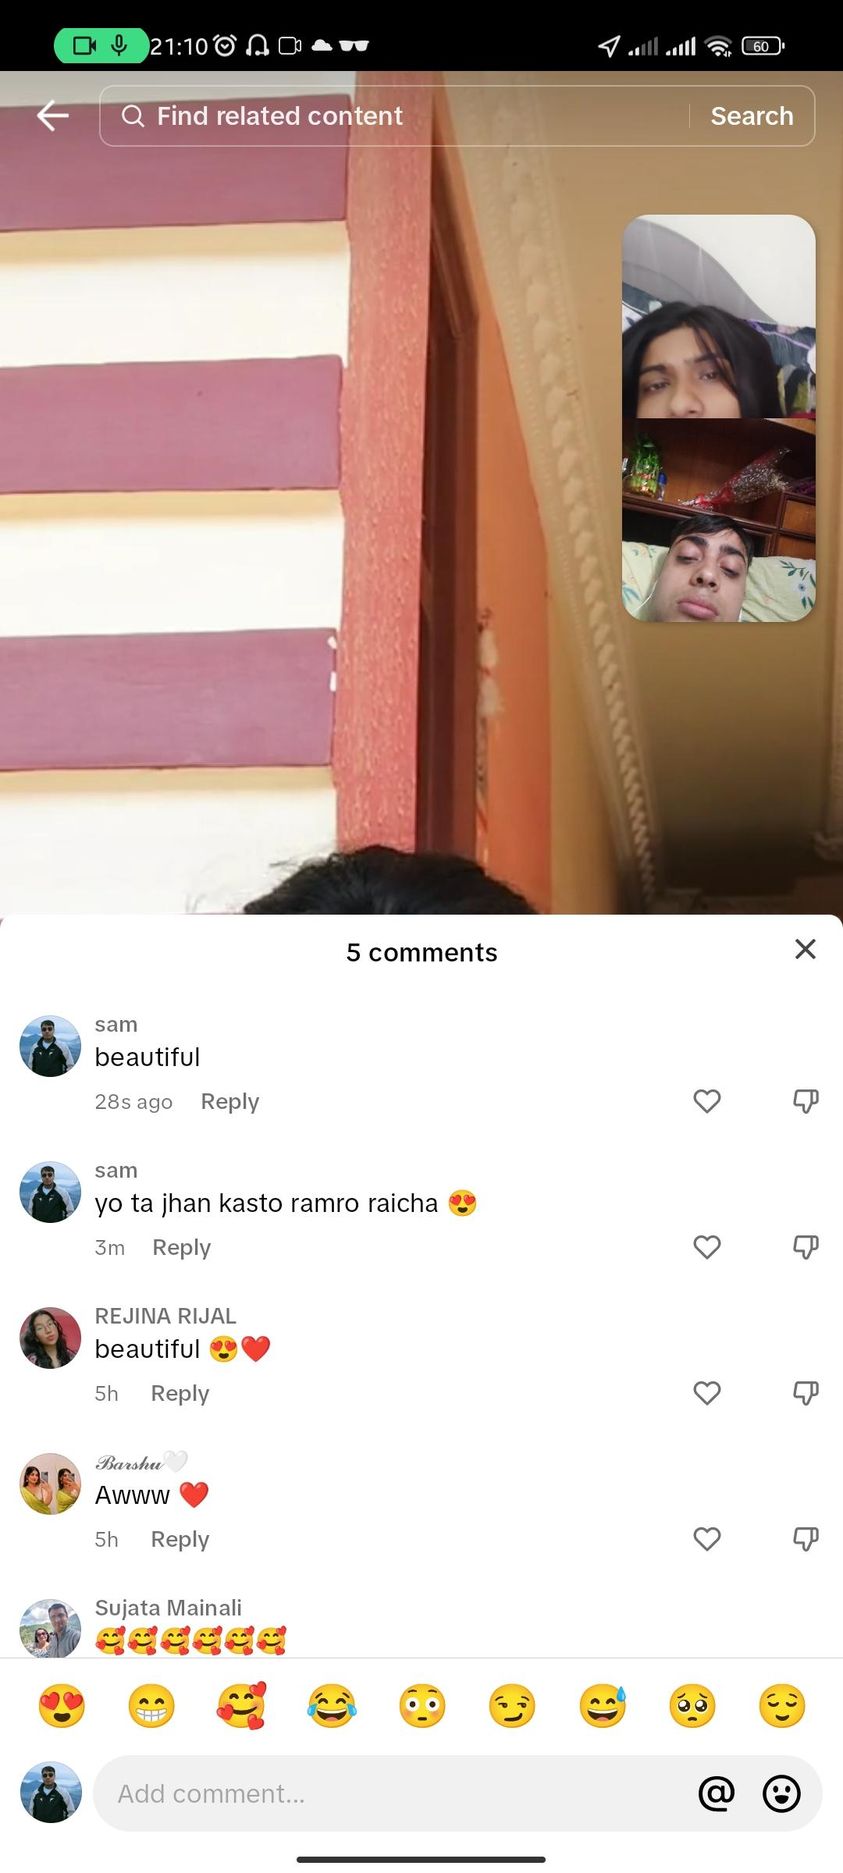 21:10
60
Find related content
Search
5 comments
sam
beautiful
28s ago Reply
sam
yo ta jhan kasto ramro raicha 😍
3m Reply
REJINA RIJAL
beautiful 😍❤️
5h Reply
𝓑𝓪𝓻𝓼𝓱𝓾🤍
Awww ❤️
5h Reply
Sujata Mainali
🥰🥰🥰🥰🥰🥰
Add comment...